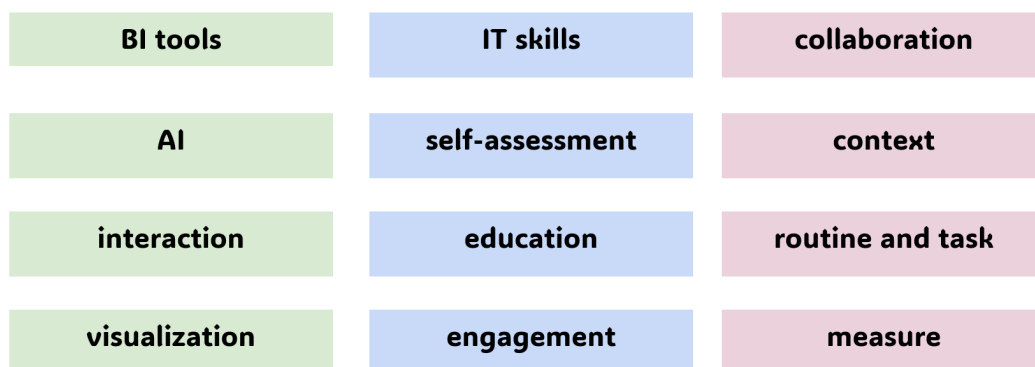 BI tools
IT skills
collaboration
AI
self-assessment
context
interaction
education
routine and task
visualization
engagement
measure